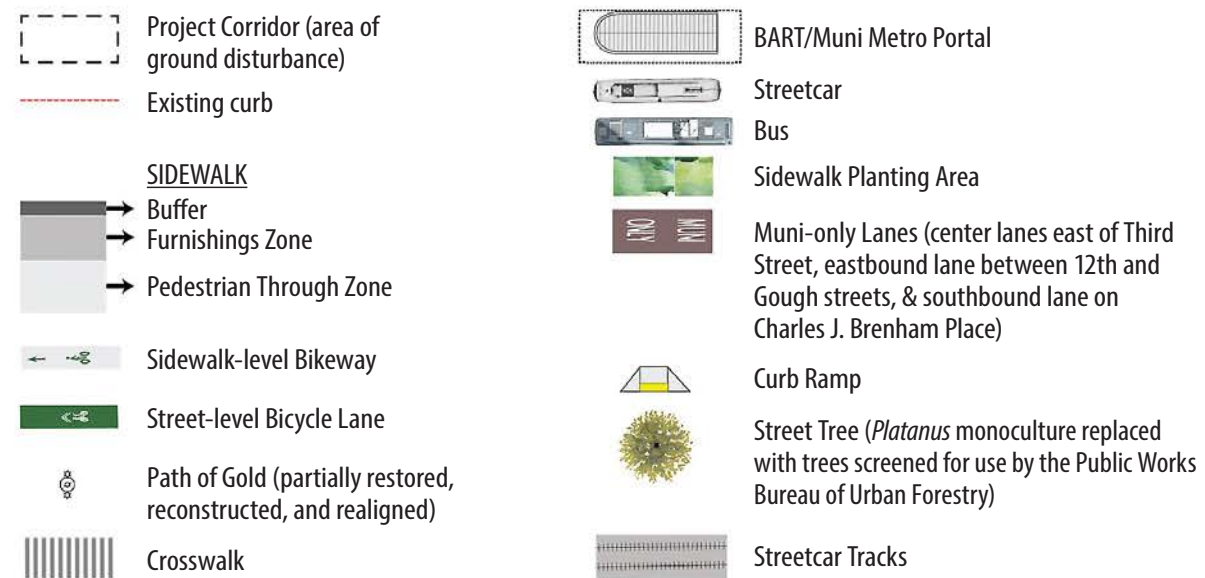 Project Corridor (area of
ground disturbance)
Existing curb
SIDEWALK
Buffer
Furnishings Zone
Pedestrian Through Zone
Sidewalk-level Bikeway
Street-level Bicycle Lane
Path of Gold (partially restored,
reconstructed, and realigned)
Crosswalk
BART/Muni Metro Portal
Streetcar
Bus
Sidewalk Planting Area
MUNI
ONLY
Muni-only Lanes (center lanes east of Third
Street, eastbound lane between 12th and
Gough streets, & southbound lane on
Charles J. Brenham Place)
Curb Ramp
Street Tree (Platanus monoculture replaced
with trees screened for use by the Public Works
Bureau of Urban Forestry)
Streetcar Tracks